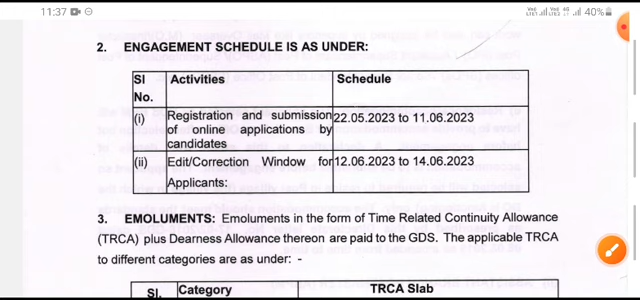 11:37
40%
2. ENGAGEMENT SCHEDULE IS AS UNDER:
Sl No. Activities Schedule
(i) Registration and submission of online applications by candidates 22.05.2023 to 11.06.2023
(ii) Edit/Correction Window for Applicants: 12.06.2023 to 14.06.2023
3. EMOLUMENTS: Emoluments in the form of Time Related Continuity Allowance
(TRCA) plus Dearness Allowance thereon are paid to the GDS. The applicable TRCA
to different categories are as under: -
Sl. Category TRCA Slab